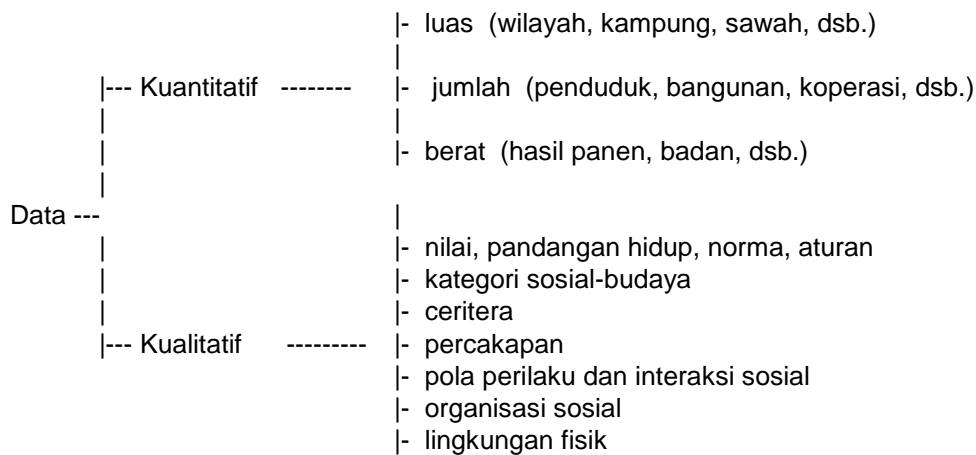 |- luas (wilayah, kampung, sawah, dsb.)
|
|--- Kuantitatif -------- |- jumlah (penduduk, bangunan, koperasi, dsb.)
| |
| |- berat (hasil panen, badan, dsb.)
|
Data --- |
| |- nilai, pandangan hidup, norma, aturan
| |- kategori sosial-budaya
| |- ceritera
|--- Kualitatif --------- |- percakapan
|- pola perilaku dan interaksi sosial
|- organisasi sosial
|- lingkungan fisik